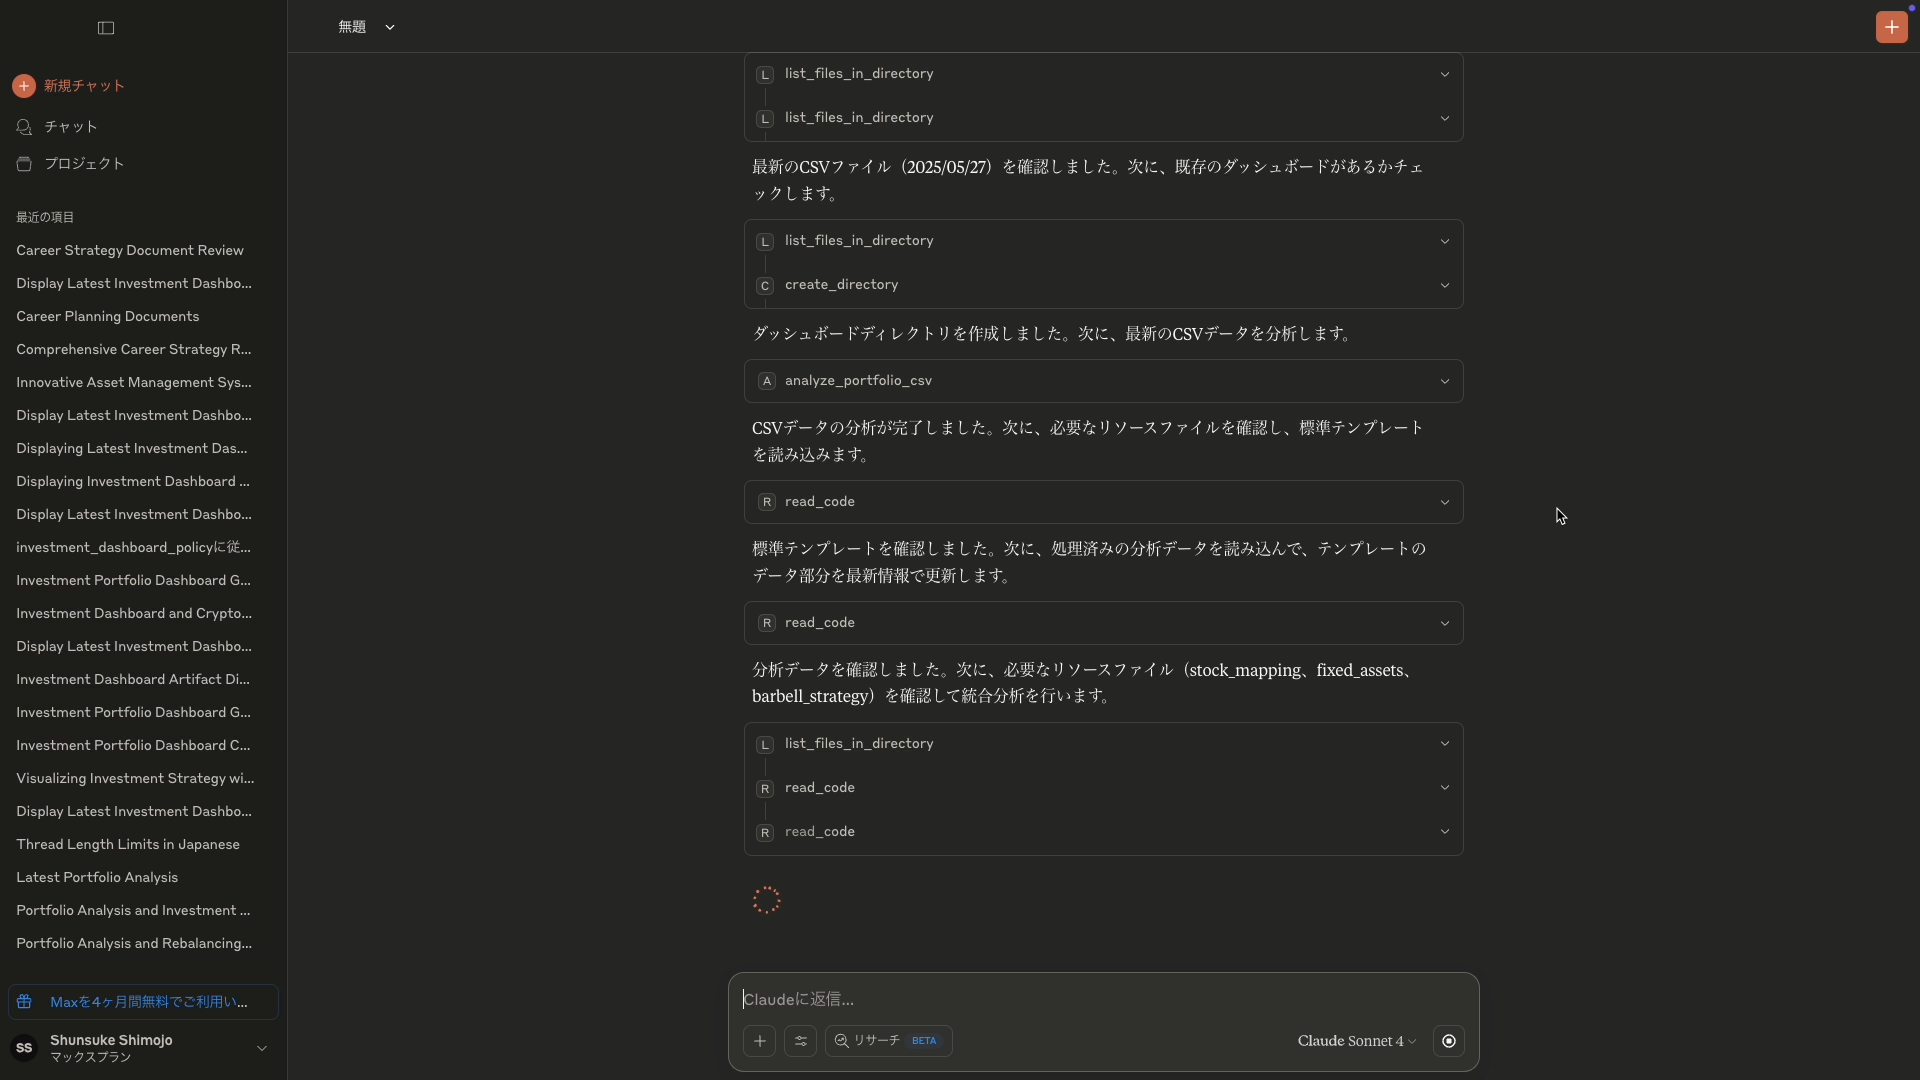 無題
新規チャット
チャット
プロジェクト
最近の項目
Career Strategy Document Review
Display Latest Investment Dashbo...
Career Planning Documents
Comprehensive Career Strategy R...
Innovative Asset Management Sys...
Display Latest Investment Dashbo...
Displaying Latest Investment Das...
Displaying Investment Dashboard ...
Display Latest Investment Dashbo...
investment_dashboard_policyに従...
Investment Portfolio Dashboard G...
Investment Dashboard and Crypto...
Display Latest Investment Dashbo...
Investment Dashboard Artifact Di...
Investment Portfolio Dashboard G...
Investment Portfolio Dashboard C...
Visualizing Investment Strategy wi...
Display Latest Investment Dashbo...
Thread Length Limits in Japanese
Latest Portfolio Analysis
Portfolio Analysis and Investment ...
Portfolio Analysis and Rebalancing...
Maxを4ヶ月間無料でご利用い...
SS
Shunsuke Shimojo
マックスプラン
L list_files_in_directory
L list_files_in_directory
最新のCSVファイル（2025/05/27）を確認しました。次に、既存のダッシュボードがあるかチェ
ックします。
L list_files_in_directory
C create_directory
ダッシュボードディレクトリを作成しました。次に、最新のCSVデータを分析します。
A analyze_portfolio_csv
CSVデータの分析が完了しました。次に、必要なリソースファイルを確認し、標準テンプレート
を読み込みます。
R read_code
標準テンプレートを確認しました。次に、処理済みの分析データを読み込んで、テンプレートの
データ部分を最新情報で更新します。
R read_code
分析データを確認しました。次に、必要なリソースファイル（stock_mapping、fixed_assets、
barbell_strategy）を確認して統合分析を行います。
L list_files_in_directory
R read_code
R read_code
Claudeに返信...
リサーチ BETA
Claude Sonnet 4